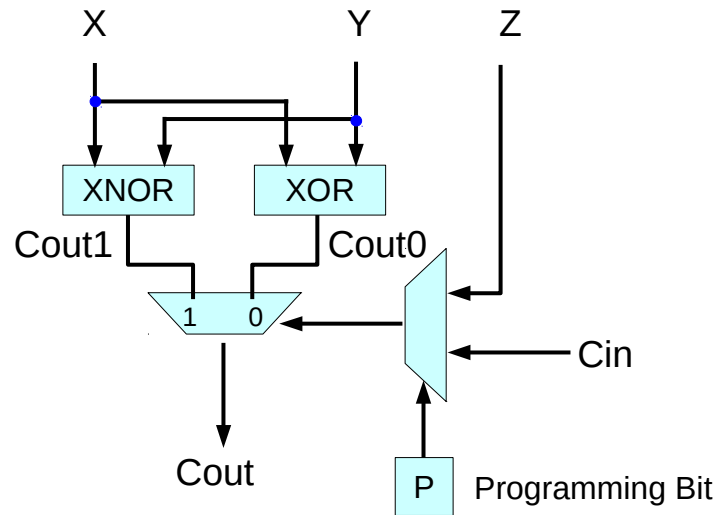 X Y Z
XNOR XOR
Cout1 Cout0
1 0
Cin
Cout
P Programming Bit